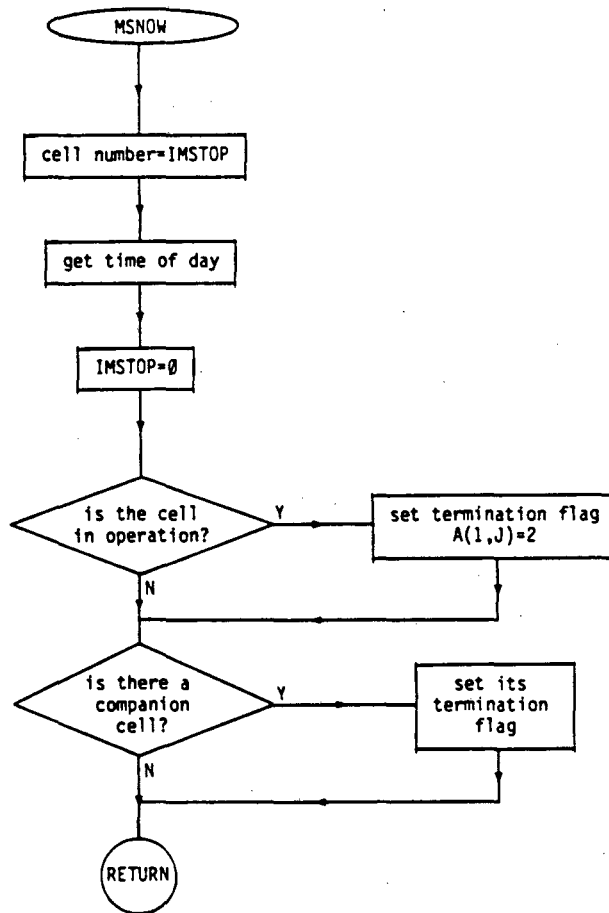 MSNOW
cell number=IMSTOP
get time of day
IMSTOP=Ø
is the cell
in operation?
Y
set termination flag
A(1,J)=2
N
is there a
companion
cell?
Y
set its
termination
flag
N
RETURN